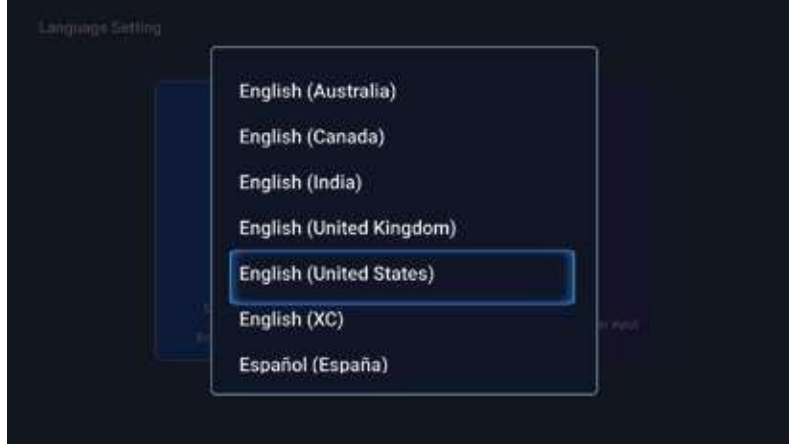 Language Setting
English (Australia)
English (Canada)
English (India)
English (United Kingdom)
English (United States)
English (XC)
Español (España)